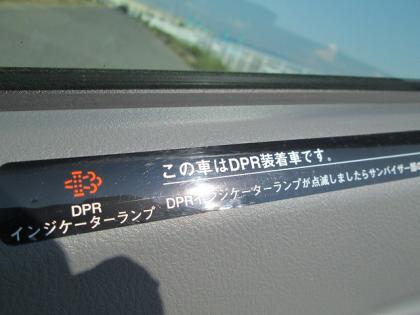 この車はDPR装着車です。
DPR
インジケーターランプ
DPRインジケーターランプが点滅しましたらサンバイザー